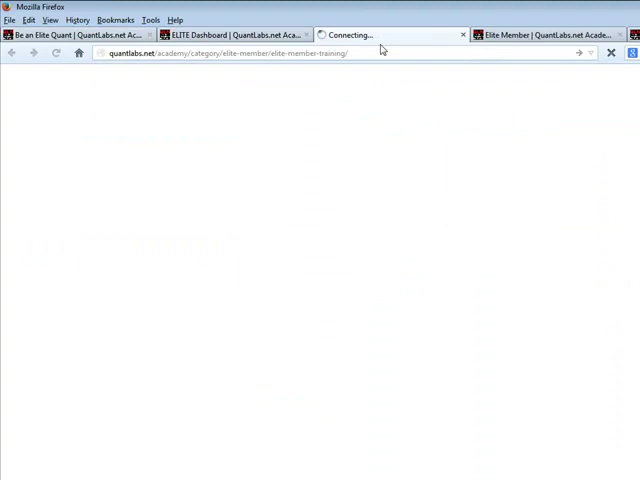 Mozilla Firefox
File Edit View History Bookmarks Tools Help
Be an Elite Quant | QuantLabs.net Ac... ELITE Dashboard | QuantLabs.net Aca... Connecting... Elite Member | QuantLabs.net Academ...
quantlabs.net/academy/category/elite-member/elite-member-training/